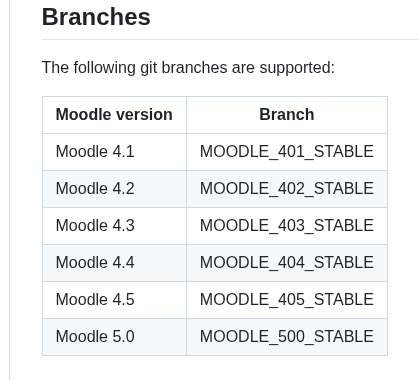 Branches
The following git branches are supported:
Moodle version Branch
Moodle 4.1 MOODLE_401_STABLE
Moodle 4.2 MOODLE_402_STABLE
Moodle 4.3 MOODLE_403_STABLE
Moodle 4.4 MOODLE_404_STABLE
Moodle 4.5 MOODLE_405_STABLE
Moodle 5.0 MOODLE_500_STABLE